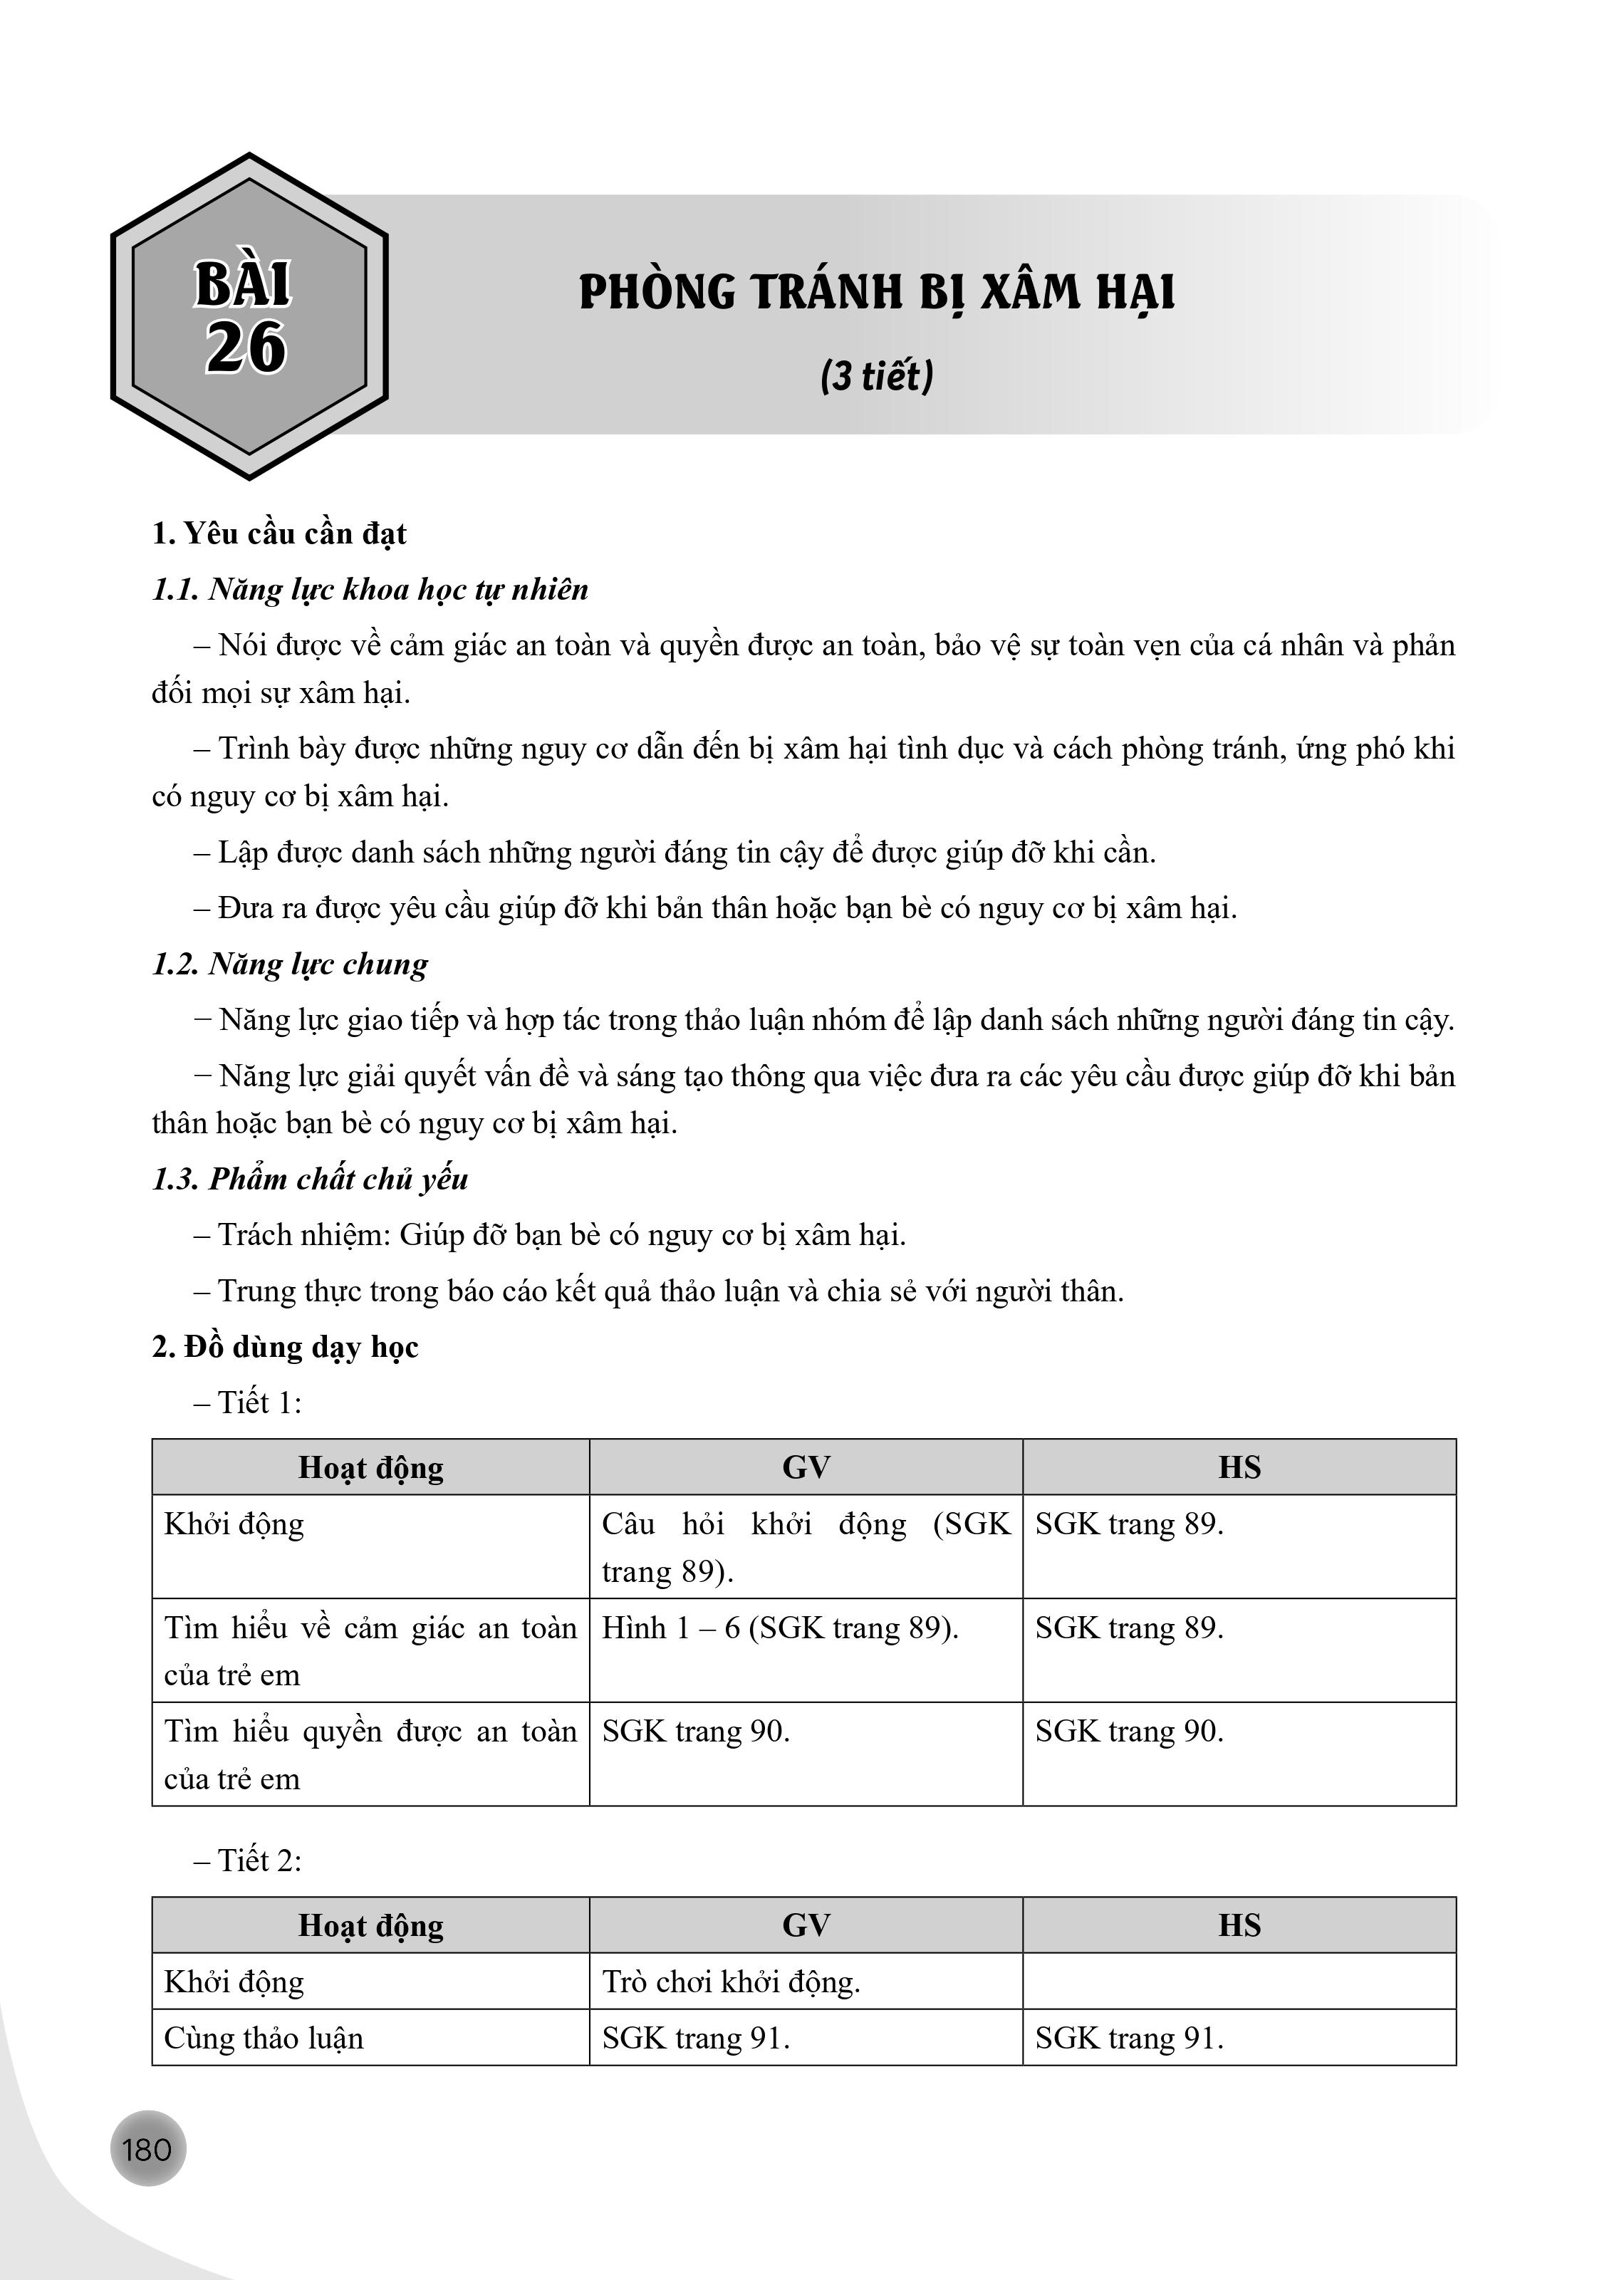 BÀI
26
PHÒNG TRÁNH BỊ XÂM HẠI
(3 tiết)
1. Yêu cầu cần đạt
1.1. Năng lực khoa học tự nhiên
– Nói được về cảm giác an toàn và quyền được an toàn, bảo vệ sự toàn vẹn của cá nhân và phản
đối mọi sự xâm hại.
– Trình bày được những nguy cơ dẫn đến bị xâm hại tình dục và cách phòng tránh, ứng phó khi
có nguy cơ bị xâm hại.
– Lập được danh sách những người đáng tin cậy để được giúp đỡ khi cần.
– Đưa ra được yêu cầu giúp đỡ khi bản thân hoặc bạn bè có nguy cơ bị xâm hại.
1.2. Năng lực chung
– Năng lực giao tiếp và hợp tác trong thảo luận nhóm để lập danh sách những người đáng tin cậy.
– Năng lực giải quyết vấn đề và sáng tạo thông qua việc đưa ra các yêu cầu được giúp đỡ khi bản
thân hoặc bạn bè có nguy cơ bị xâm hại.
1.3. Phẩm chất chủ yếu
– Trách nhiệm: Giúp đỡ bạn bè có nguy cơ bị xâm hại.
– Trung thực trong báo cáo kết quả thảo luận và chia sẻ với người thân.
2. Đồ dùng dạy học
– Tiết 1:
Hoạt động GV HS
Khởi động Câu hỏi khởi động (SGK SGK trang 89.
trang 89).
Tìm hiểu về cảm giác an toàn Hình 1 – 6 (SGK trang 89). SGK trang 89.
của trẻ em
Tìm hiểu quyền được an toàn SGK trang 90. SGK trang 90.
của trẻ em
– Tiết 2:
Hoạt động GV HS
Khởi động Trò chơi khởi động.
Cùng thảo luận SGK trang 91. SGK trang 91.
180